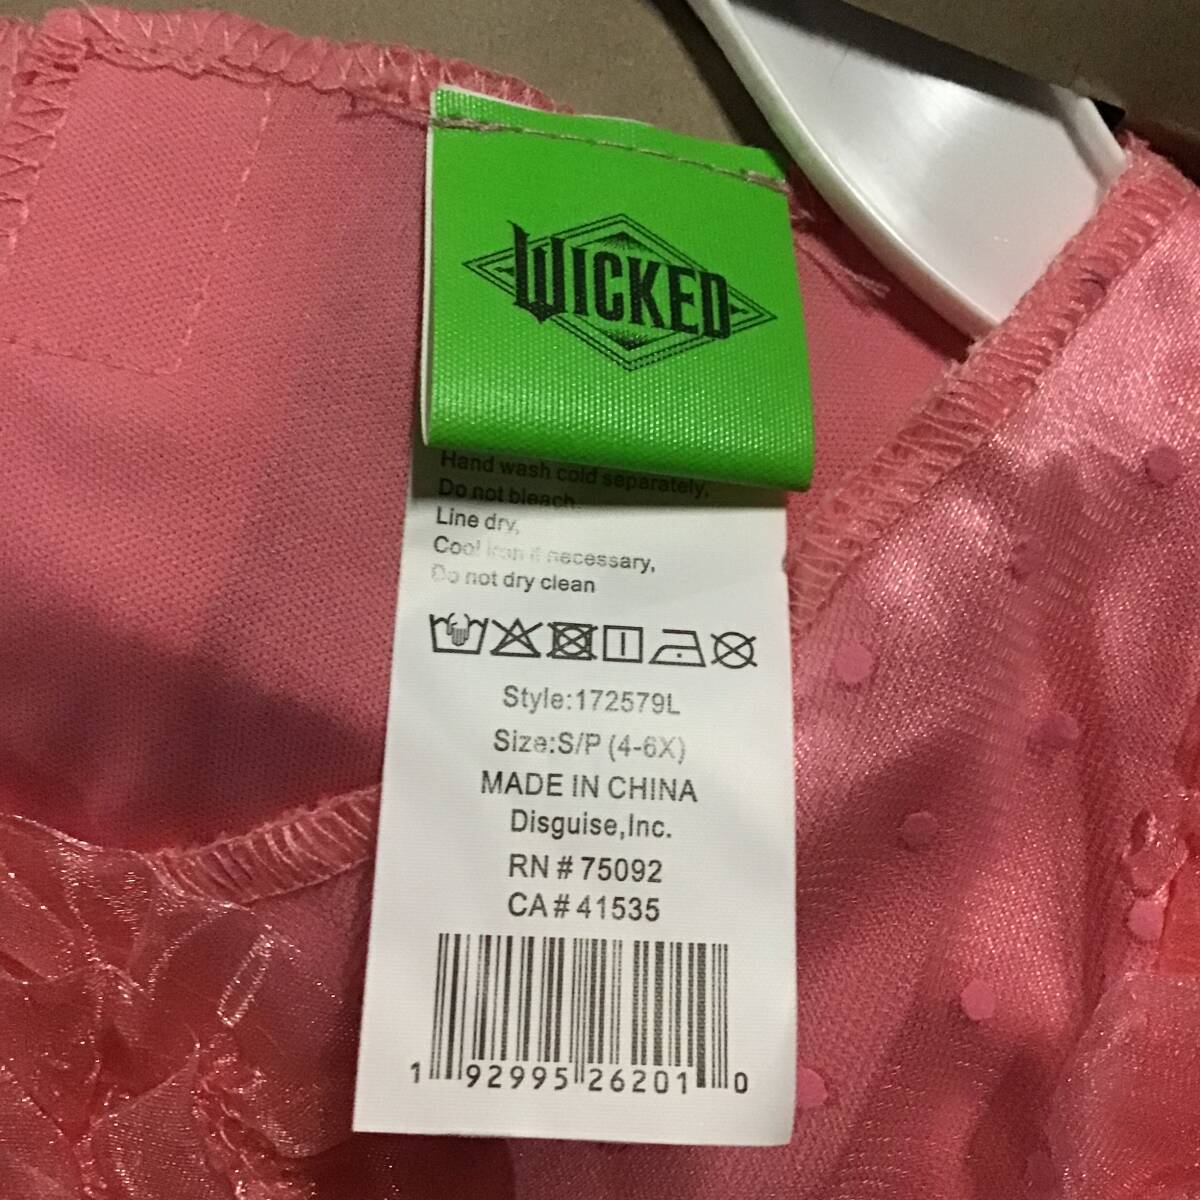 WICKED
Hand wash cold separately,
Do not bleach.
Line dry,
Cool iron if necessary,
Do not dry clean
Style:172579L
Size:S/P (4-6X)
MADE IN CHINA
Disguise,Inc.
RN # 75092
CA# 41535
1 92995 26201 0